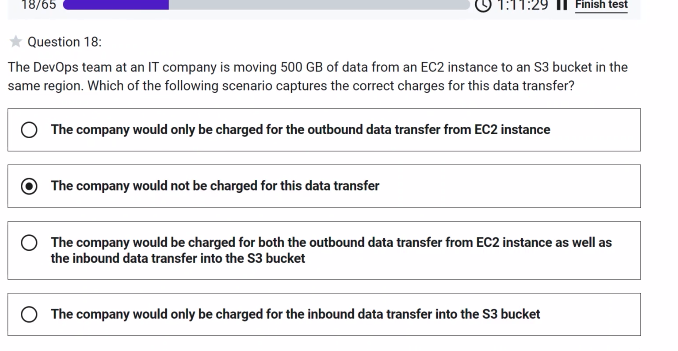 18/65 1:11:29 Finish test
Question 18:
The DevOps team at an IT company is moving 500 GB of data from an EC2 instance to an S3 bucket in the
same region. Which of the following scenario captures the correct charges for this data transfer?
The company would only be charged for the outbound data transfer from EC2 instance
The company would not be charged for this data transfer
The company would be charged for both the outbound data transfer from EC2 instance as well as
the inbound data transfer into the S3 bucket
The company would only be charged for the inbound data transfer into the S3 bucket